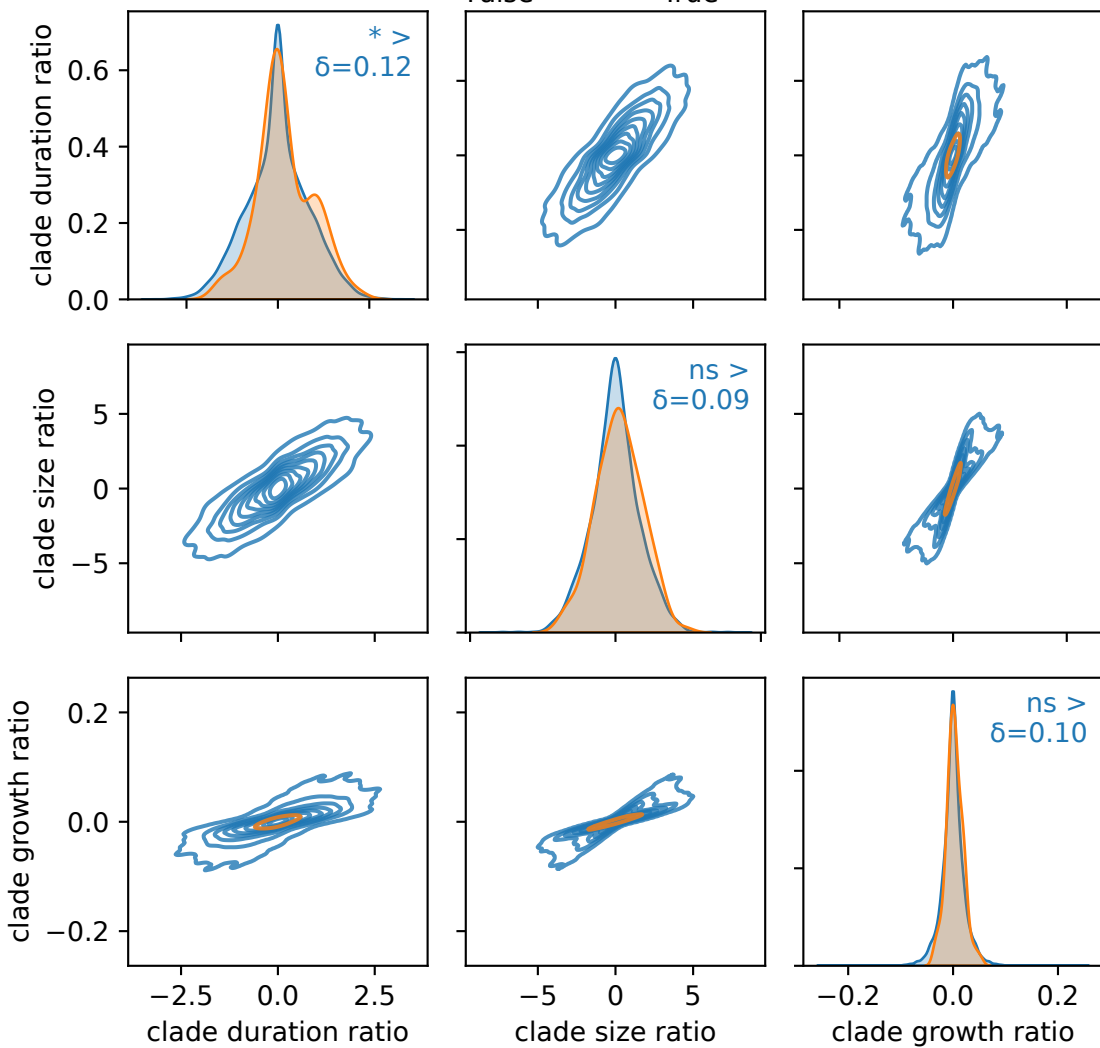 clade duration ratio
0.6
0.4
0.2
0.0
* >
δ=0.12
clade size ratio
5
0
−5
ns >
δ=0.09
clade growth ratio
0.2
0.0
−0.2
ns >
δ=0.10
−2.5 0.0 2.5
−5 0 5
−0.2 0.0 0.2
clade duration ratio
clade size ratio
clade growth ratio